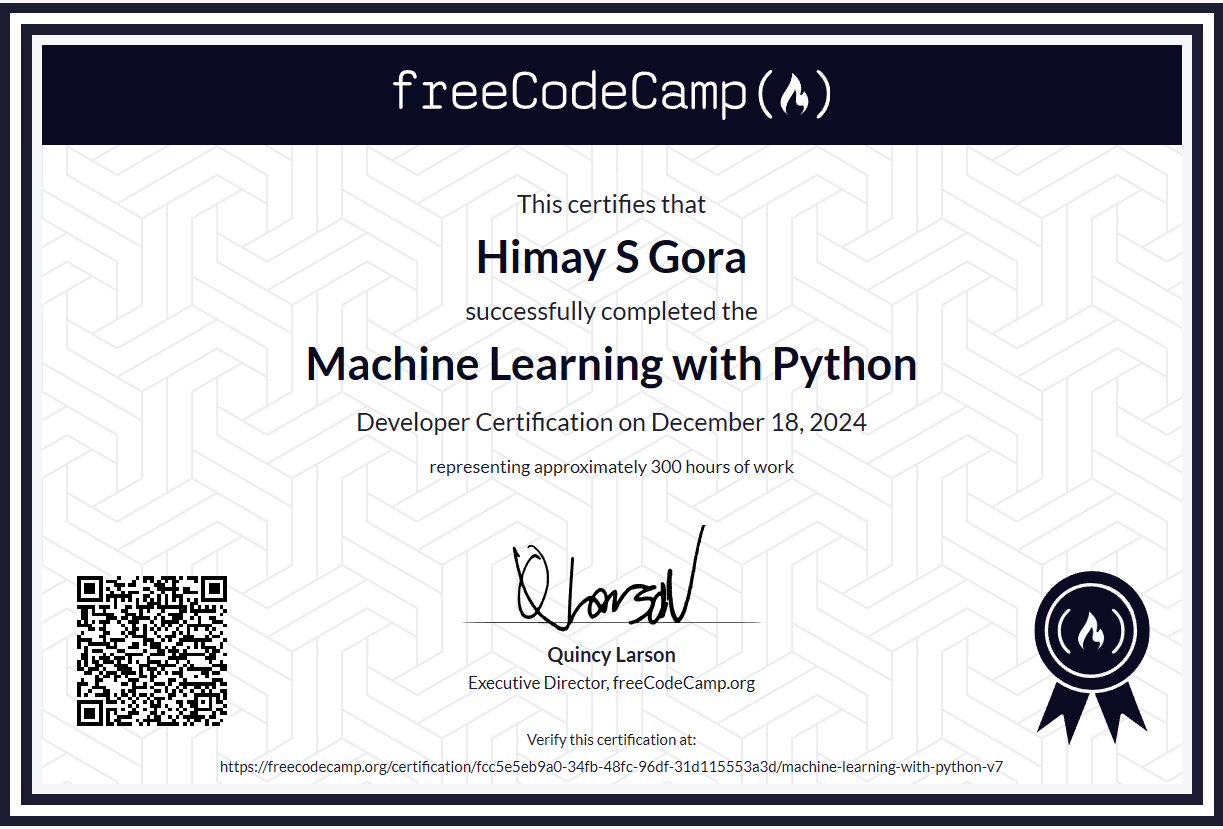 freeCodeCamp(🔥)
This certifies that
Himay S Gora
successfully completed the
Machine Learning with Python
Developer Certification on December 18, 2024
representing approximately 300 hours of work
Q Larson
Quincy Larson
Executive Director, freeCodeCamp.org
Verify this certification at:
https://freecodecamp.org/certification/fcc5e5eb9a0-34fb-48fc-96df-31d115553a3d/machine-learning-with-python-v7